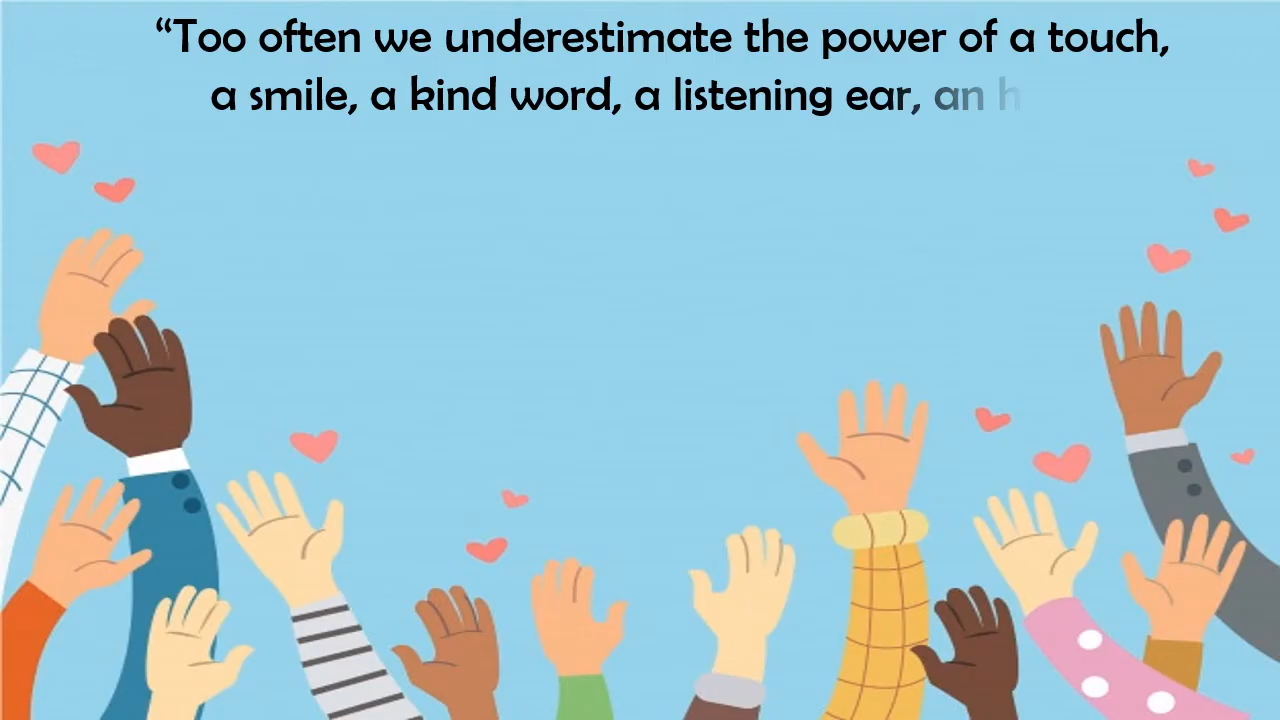 “Too often we underestimate the power of a touch,
a smile, a kind word, a listening ear, an